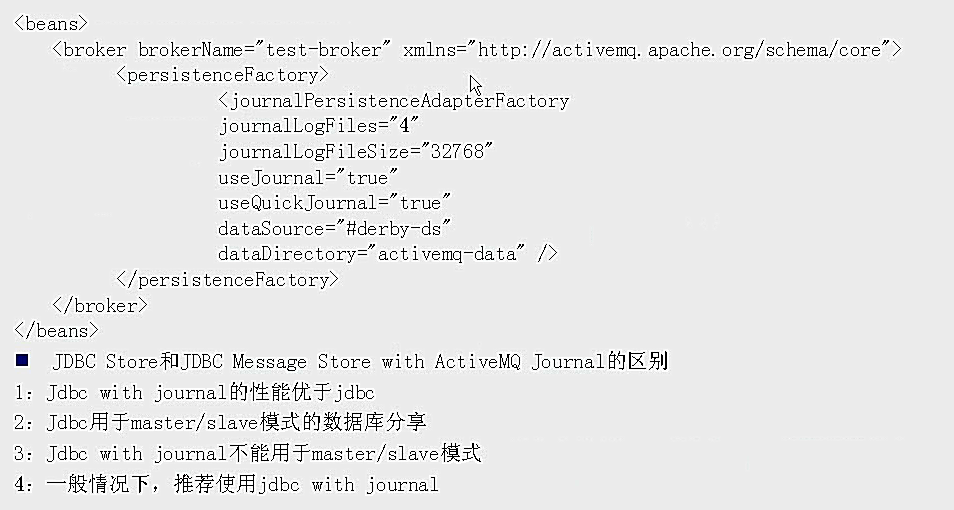 <beans>
<broker brokerName="test-broker" xmlns="http://activemq.apache.org/schema/core">
<persistenceFactory>
<journalPersistenceAdapterFactory
journalLogFiles="4"
journalLogFileSize="32768"
useJournal="true"
useQuickJournal="true"
dataSource="#derby-ds"
dataDirectory="activemq-data" />
</persistenceFactory>
</broker>
</beans>
■ JDBC Store和JDBC Message Store with ActiveMQ Journal的区别
1：Jdbc with journal的性能优于jdbc
2：Jdbc用于master/slave模式的数据库分享
3：Jdbc with journal不能用于master/slave模式
4：一般情况下，推荐使用jdbc with journal